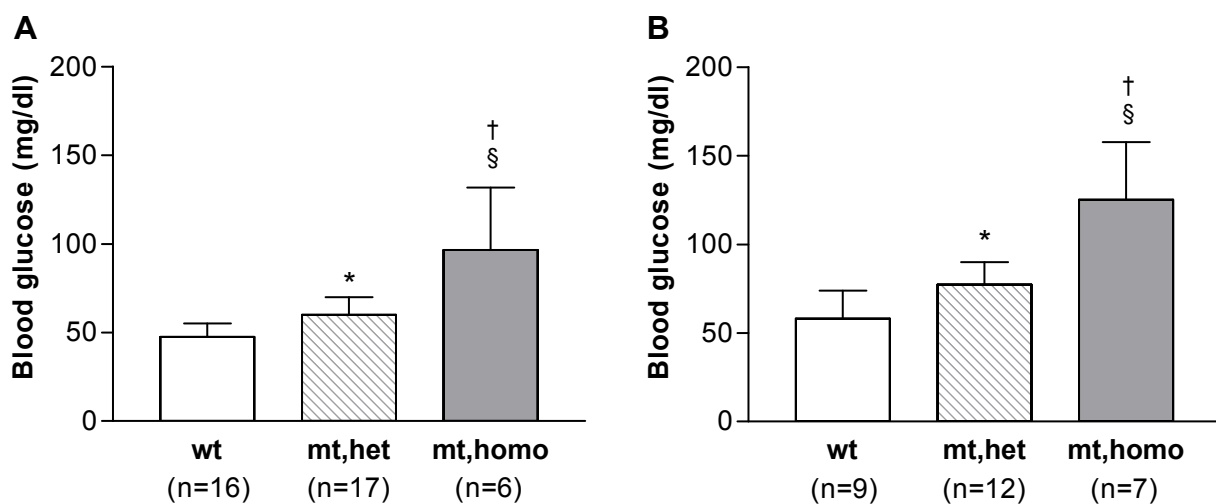 A
Blood glucose (mg/dl)
200
150
100
50
0
*
†
§
wt
mt,het
mt,homo
(n=16)
(n=17)
(n=6)
B
Blood glucose (mg/dl)
200
150
100
50
0
*
†
§
wt
mt,het
mt,homo
(n=9)
(n=12)
(n=7)